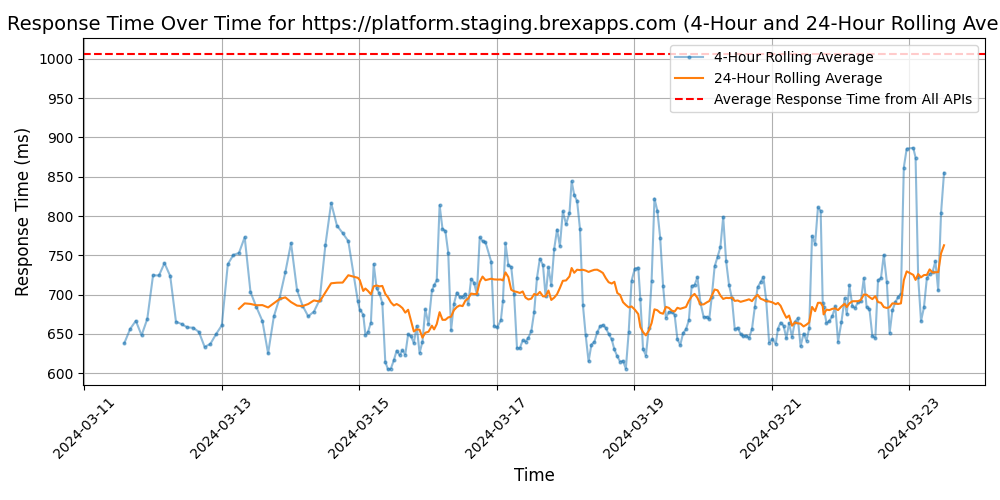 Response Time Over Time for https://platform.staging.brexapps.com (4-Hour and 24-Hour Rolling Ave
4-Hour Rolling Average
24-Hour Rolling Average
Average Response Time from All APIs
Response Time (ms)
1000
950
900
850
800
750
700
650
600
2024-03-11
2024-03-13
2024-03-15
2024-03-17
2024-03-19
2024-03-21
2024-03-23
Time